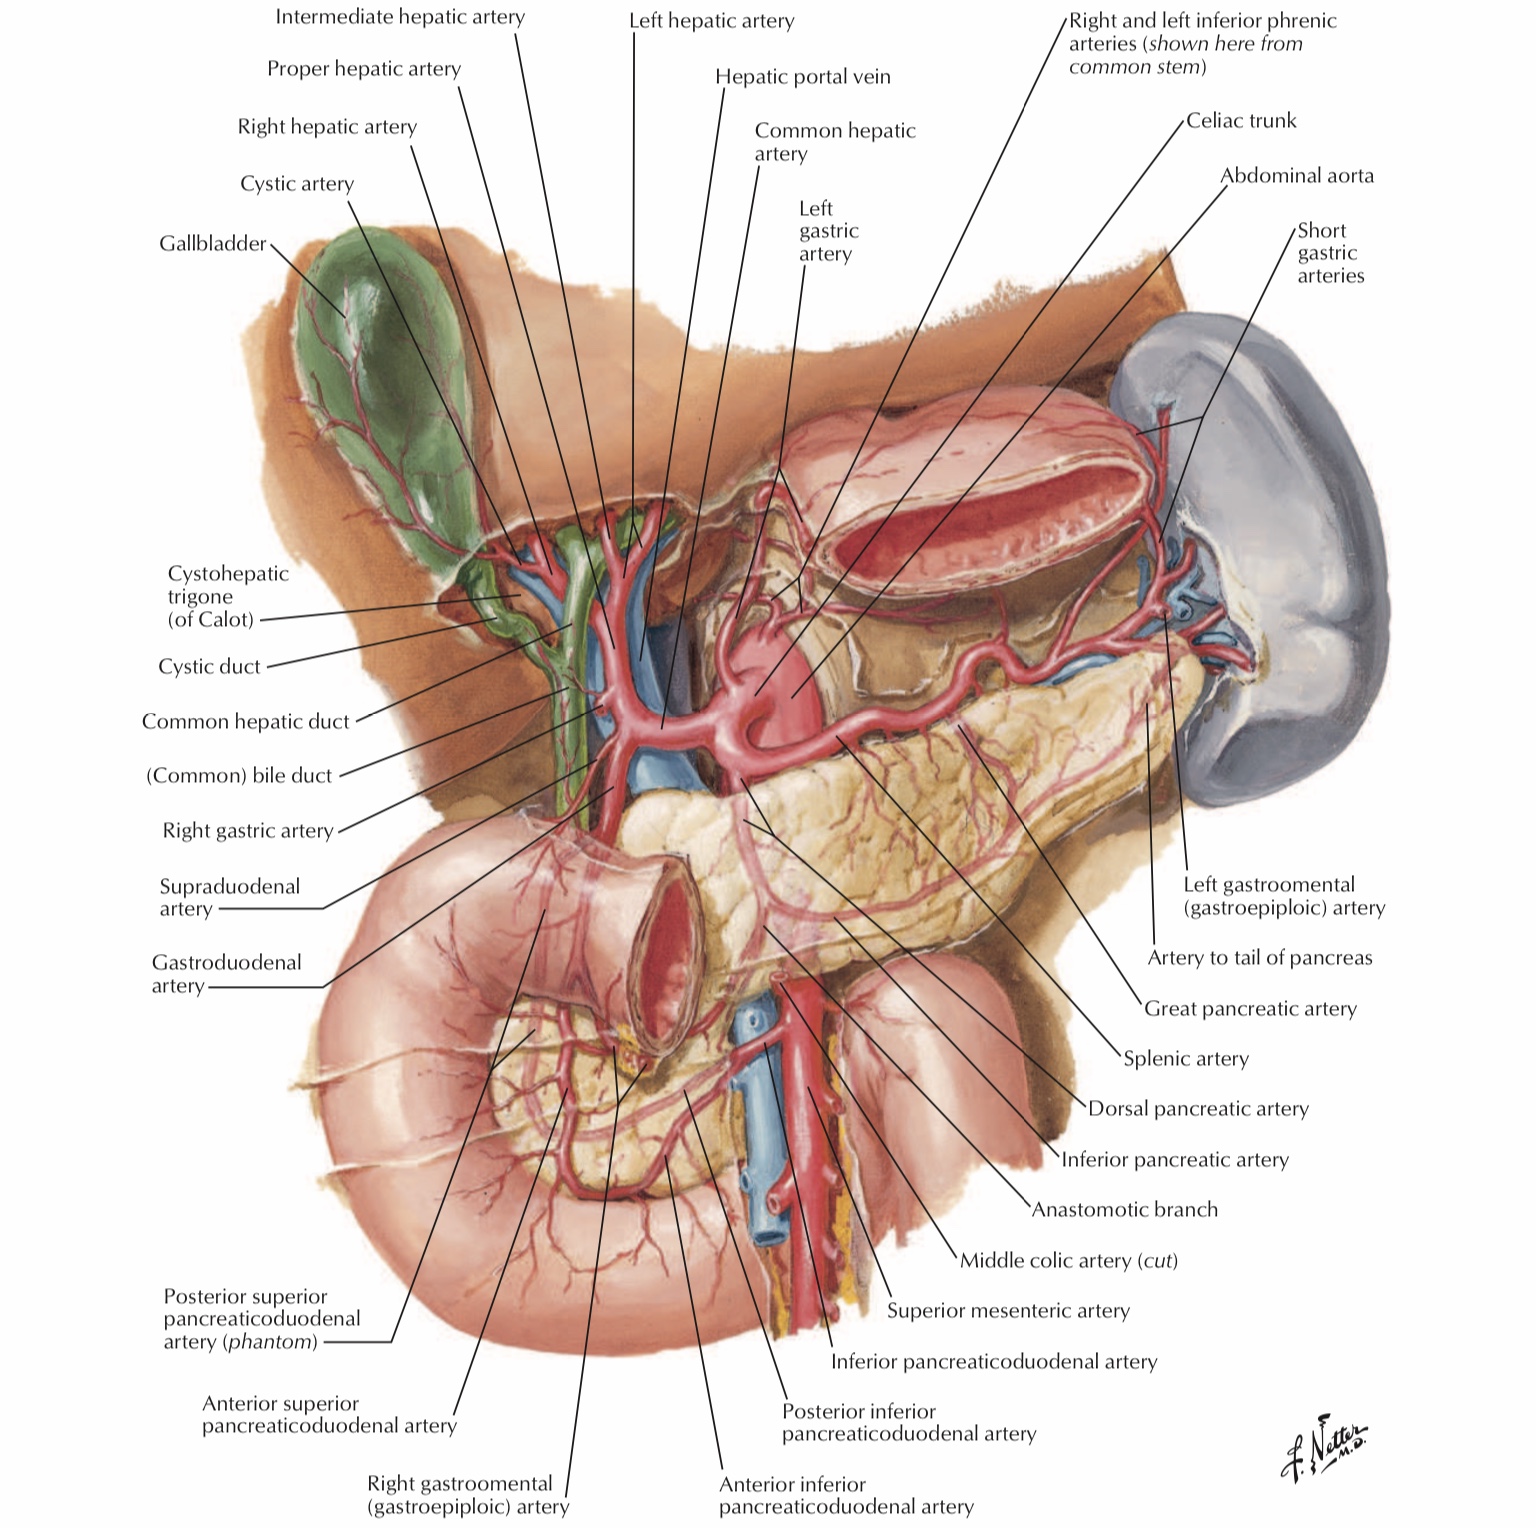 Intermediate hepatic artery
Proper hepatic artery
Right hepatic artery
Cystic artery
Gallbladder
Left hepatic artery
Hepatic portal vein
Common hepatic
artery
Left
gastric
artery
Right and left inferior phrenic
arteries (shown here from
common stem)
Celiac trunk
Abdominal aorta
Short
gastric
arteries
Cystohepatic
trigone
(of Calot)
Cystic duct
Common hepatic duct
(Common) bile duct
Right gastric artery
Supraduodenal
artery
Gastroduodenal
artery
Left gastroomental
(gastroepiploic) artery
Artery to tail of pancreas
Great pancreatic artery
Splenic artery
Dorsal pancreatic artery
Inferior pancreatic artery
Anastomotic branch
Middle colic artery (cut)
Superior mesenteric artery
Inferior pancreaticoduodenal artery
Posterior superior
pancreaticoduodenal
artery (phantom)
Anterior superior
pancreaticoduodenal artery
Right gastroomental
(gastroepiploic) artery
Posterior inferior
pancreaticoduodenal artery
Anterior inferior
pancreaticoduodenal artery
F. Netter
M.D.